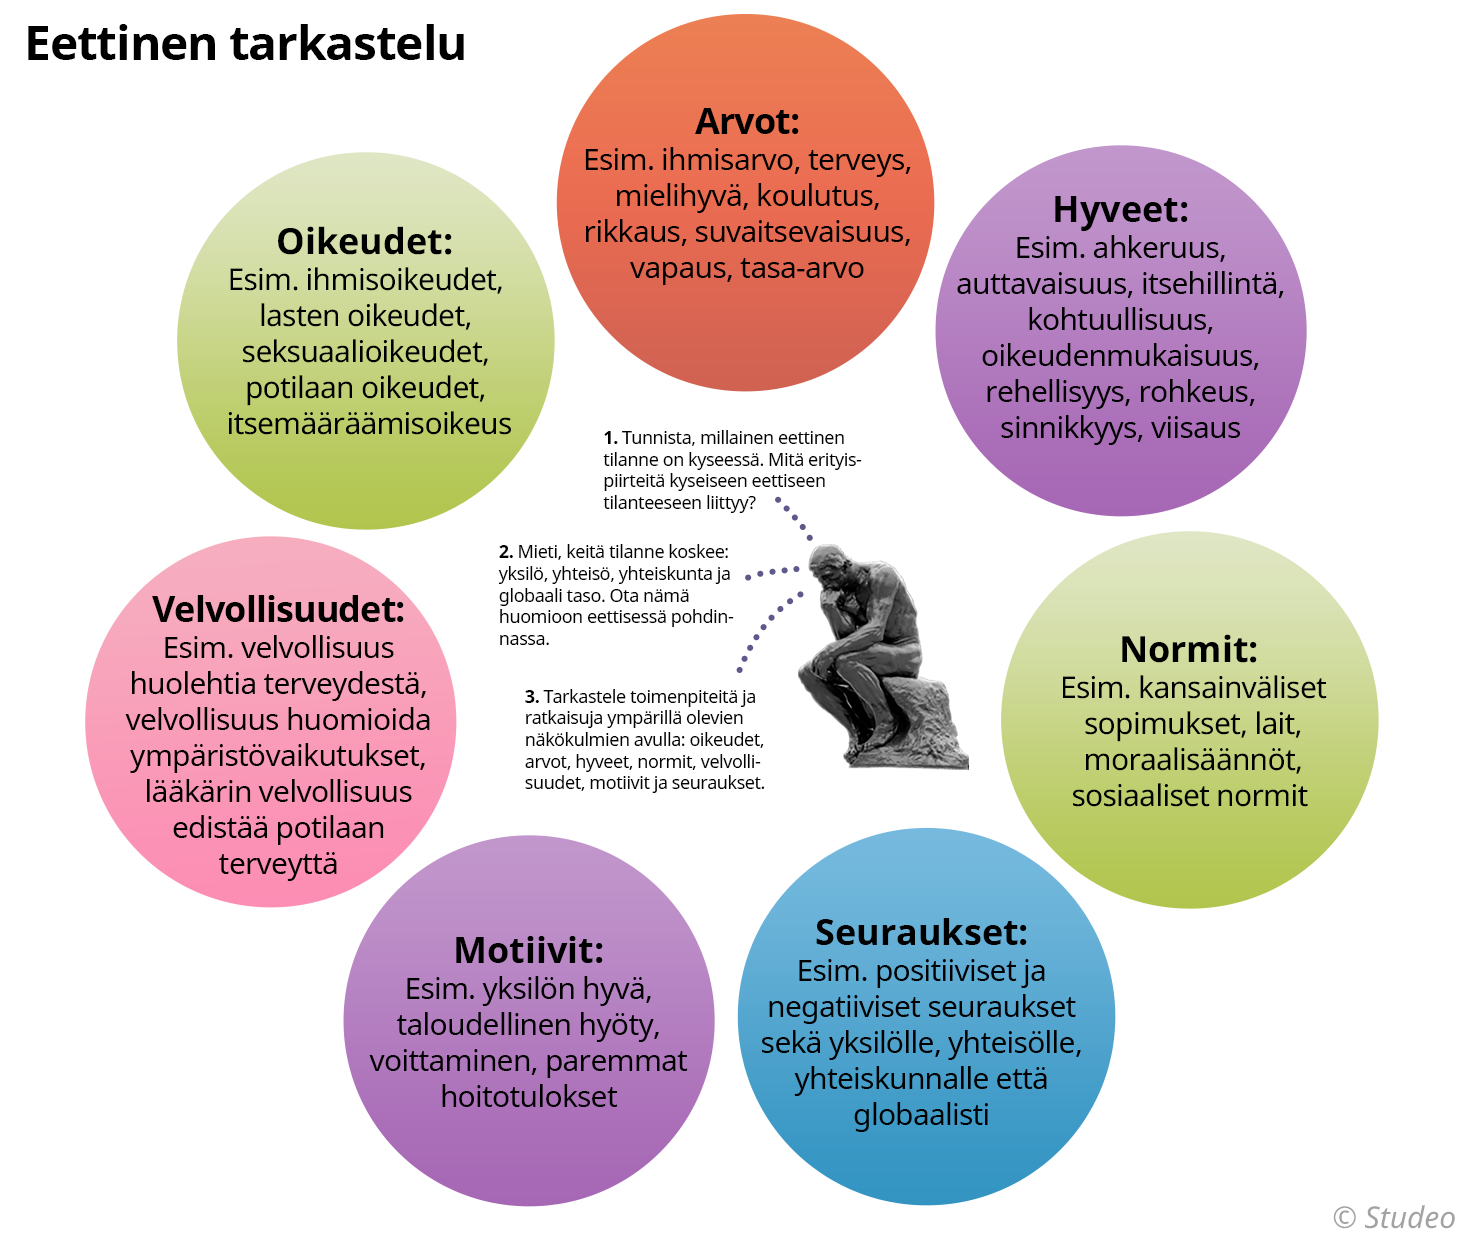 Eettinen tarkastelu
Arvot:
Esim. ihmisarvo, terveys,
mielihyvä, koulutus,
rikkaus, suvaitsevaisuus,
vapaus, tasa-arvo
Hyveet:
Esim. ahkeruus,
auttavaisuus, itsehillintä,
kohtuullisuus,
oikeudenmukaisuus,
rehellisyys, rohkeus,
sinnikkyys, viisaus
Oikeudet:
Esim. ihmisoikeudet,
lasten oikeudet,
seksuaalioikeudet,
potilaan oikeudet,
itsemääräämisoikeus
1. Tunnista, millainen eettinen
tilanne on kyseessä. Mitä erityis-
piirteitä kyseiseen eettiseen
tilanteeseen liittyy?
2. Mieti, keitä tilanne koskee:
yksilö, yhteisö, yhteiskunta ja
globaali taso. Ota nämä
huomioon eettisessä pohdin-
nassa.
3. Tarkastele toimenpiteitä ja
ratkaisuja ympärillä olevien
näkökulmien avulla: oikeudet,
arvot, hyveet, normit, velvolli-
suudet, motiivit ja seuraukset.
Velvollisuudet:
Esim. velvollisuus
huolehtia terveydestä,
velvollisuus huomioida
ympäristövaikutukset,
lääkärin velvollisuus
edistää potilaan
terveyttä
Normit:
Esim. kansainväliset
sopimukset, lait,
moraalisäännöt,
sosiaaliset normit
Motiivit:
Esim. yksilön hyvä,
taloudellinen hyöty,
voittaminen, paremmat
hoitotulokset
Seuraukset:
Esim. positiiviset ja
negatiiviset seuraukset
sekä yksilölle, yhteisölle,
yhteiskunnalle että
globaalisti
© Studeo